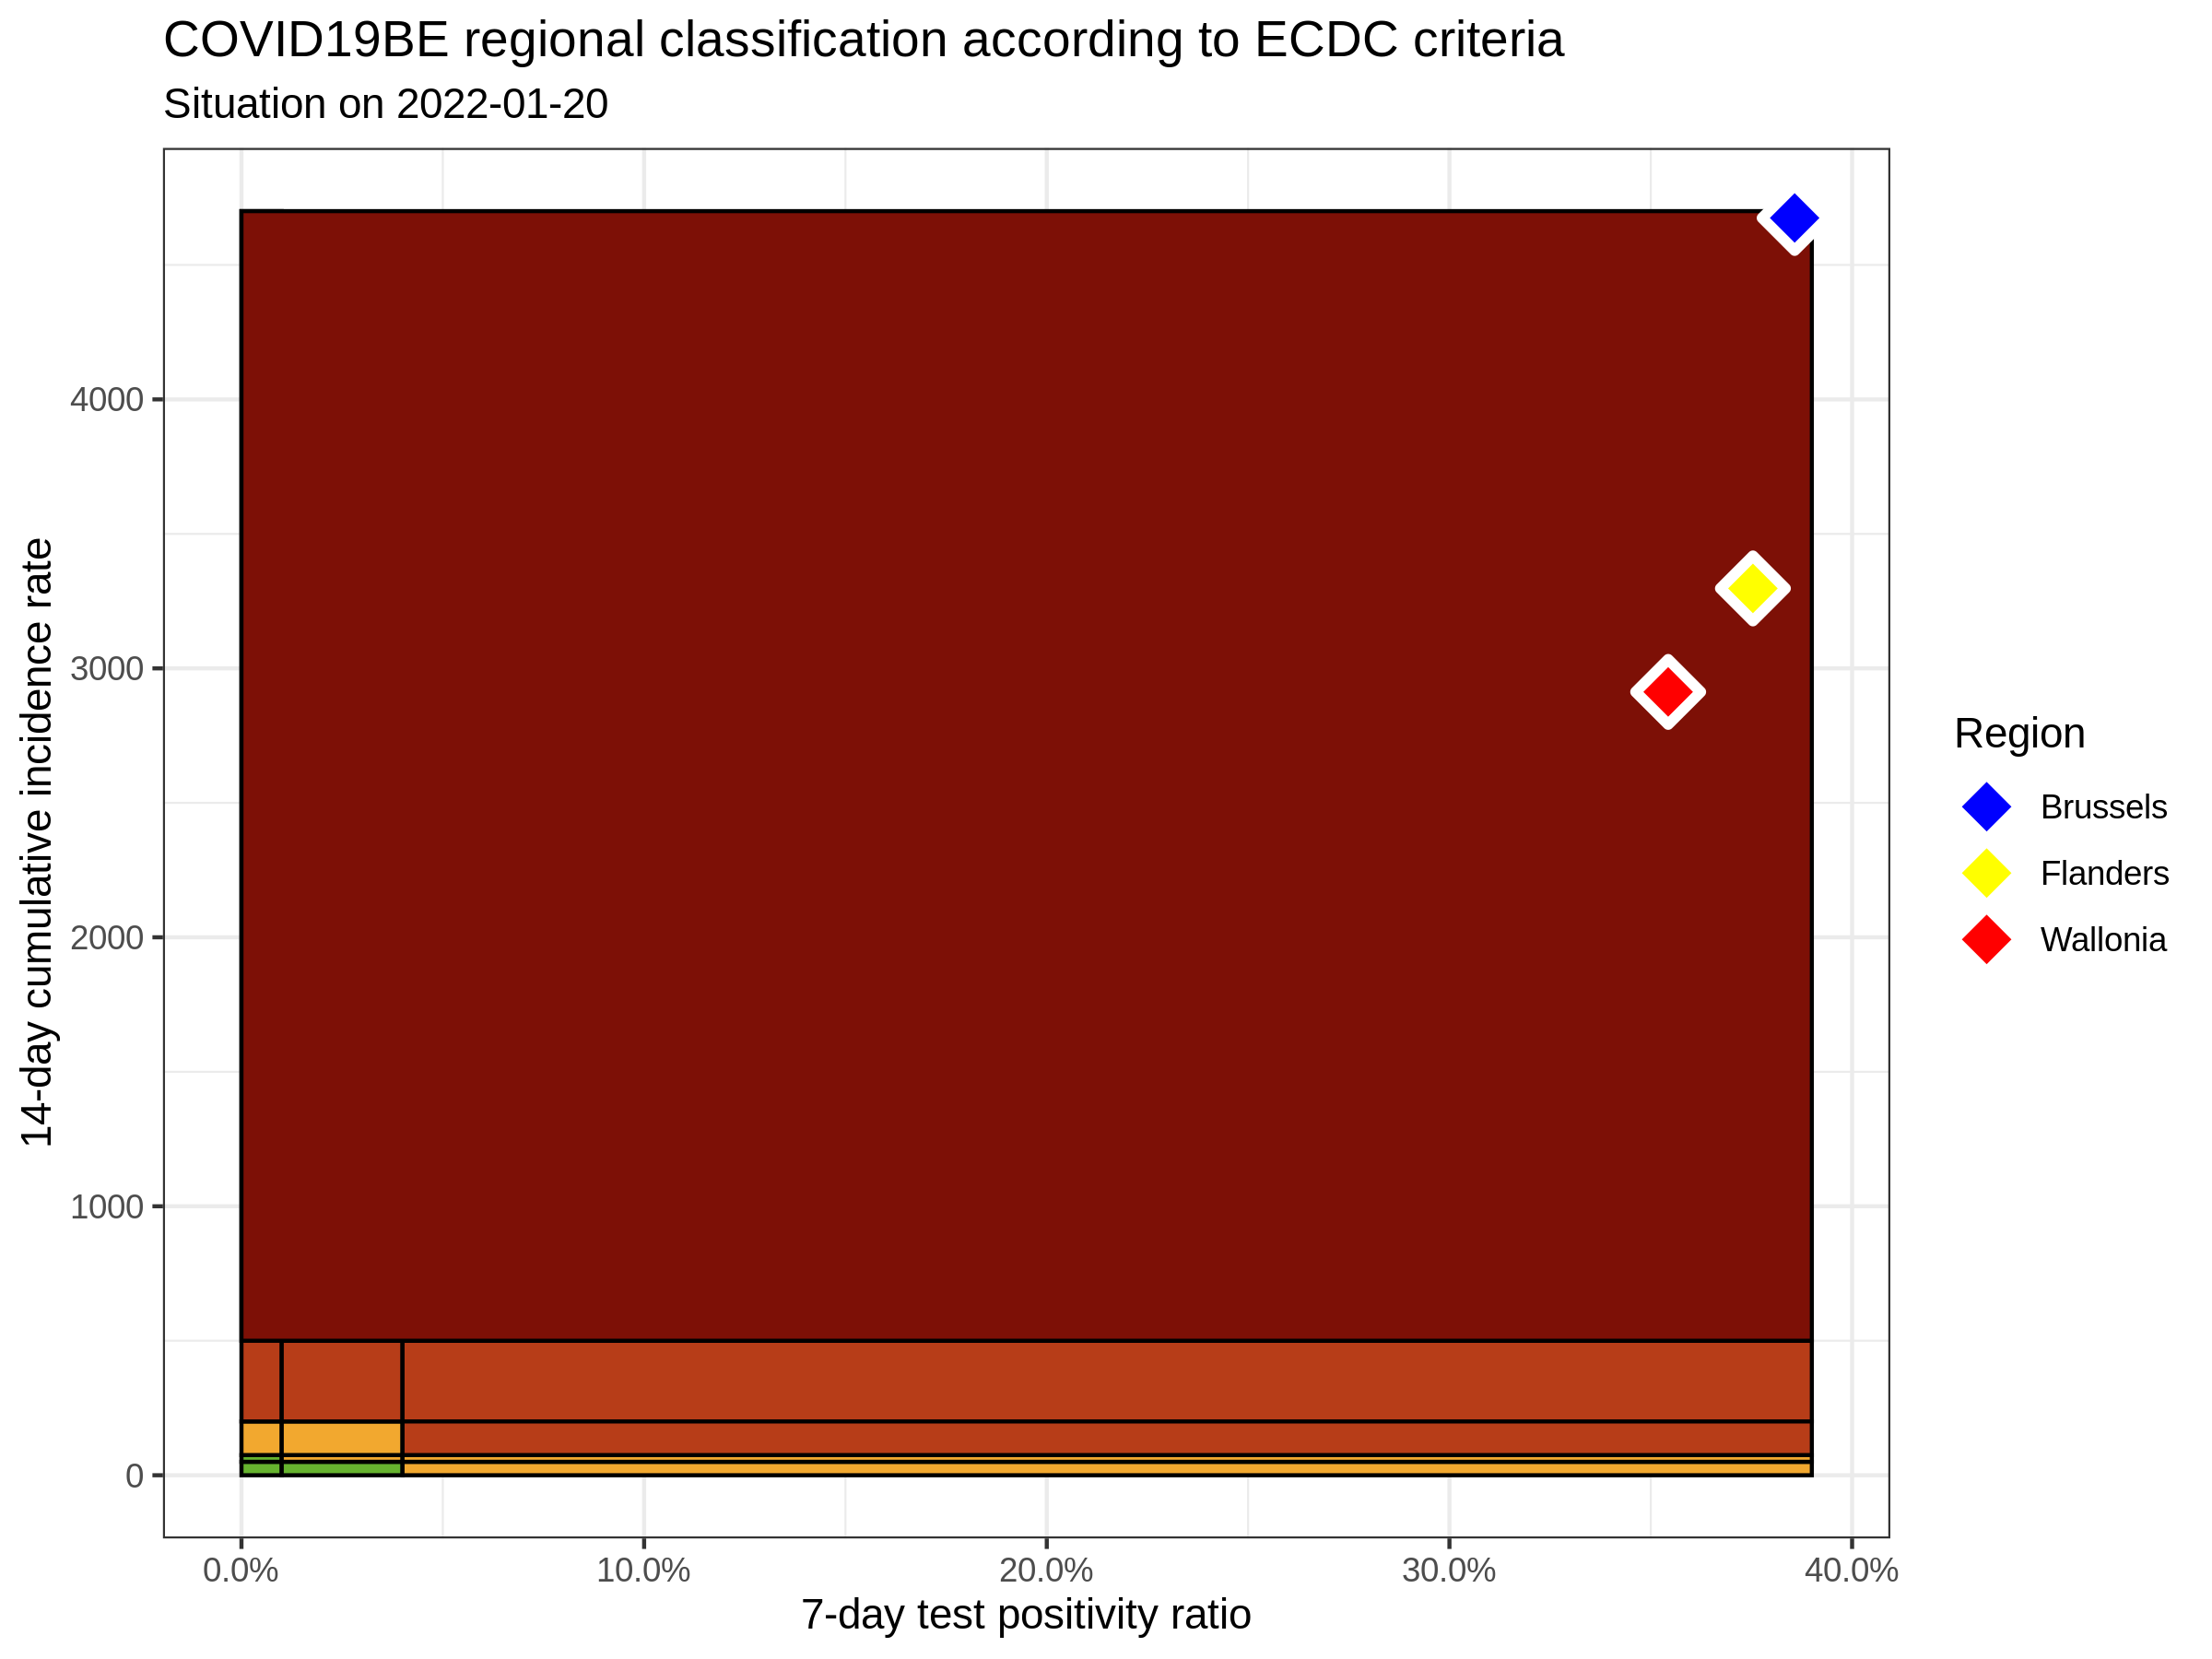 COVID19BE regional classification according to ECDC criteria
Situation on 2022-01-20
14-day cumulative incidence rate
4000
3000
2000
1000
0
0.0%
10.0%
20.0%
30.0%
40.0%
7-day test positivity ratio
Region
Brussels
Flanders
Wallonia